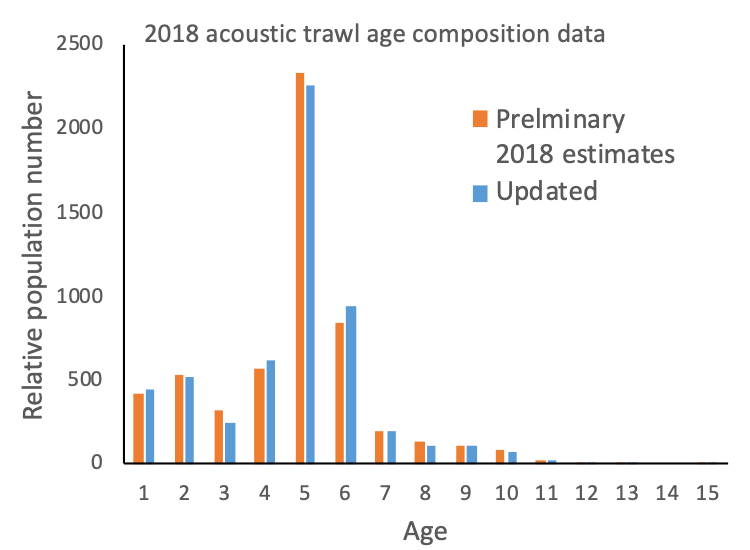 2018 acoustic trawl age composition data
2500
2000
1500
1000
500
0
Relative population number
Prelminary
2018 estimates
Updated
1 2 3 4 5 6 7 8 9 10 11 12 13 14 15
Age